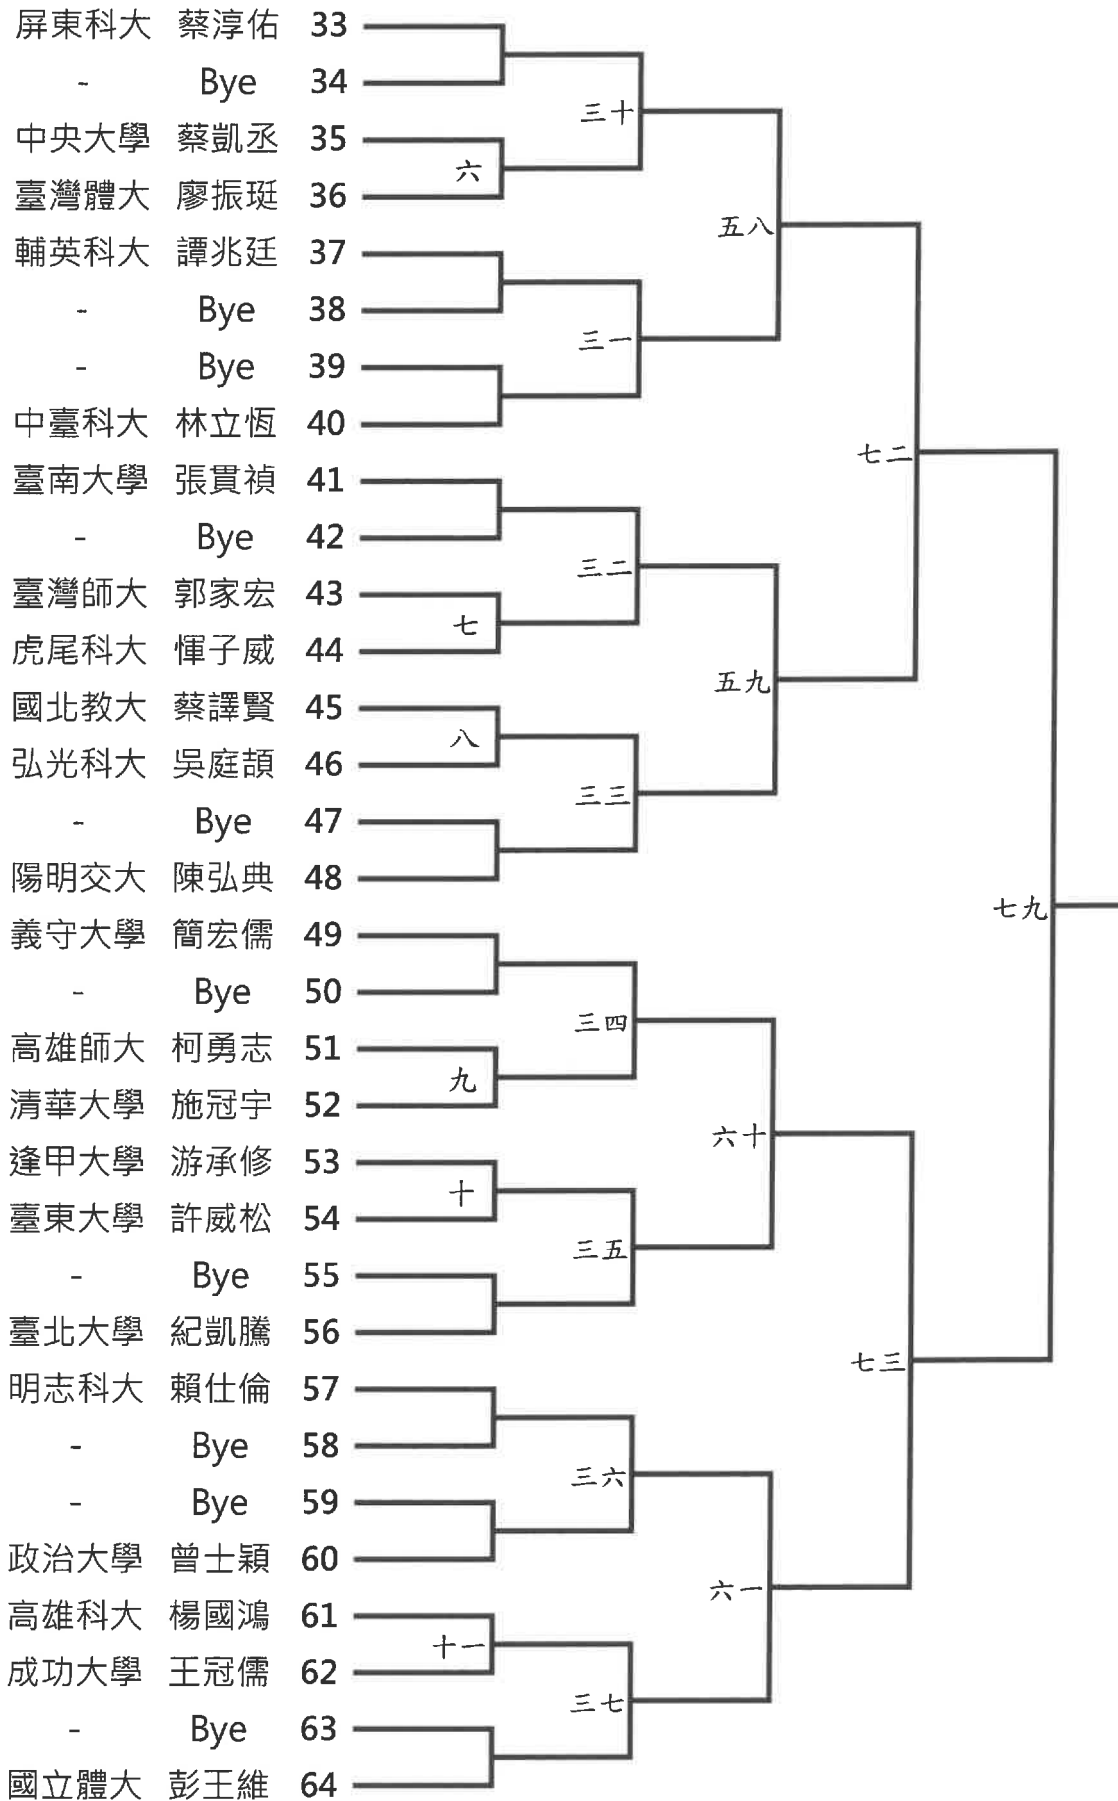 屏東科大 蔡淳佑 33
- Bye 34
三十
中央大學 蔡凱丞 35
六
臺灣體大 廖振珽 36
五八
輔英科大 譚兆廷 37
- Bye 38
三一
- Bye 39
中臺科大 林立恆 40
七二
臺南大學 張貫禎 41
- Bye 42
三二
臺灣師大 郭家宏 43
七
虎尾科大 惲子威 44
五九
國北教大 蔡譯賢 45
八
弘光科大 吳庭頡 46
三三
- Bye 47
陽明交大 陳弘典 48
七九
義守大學 簡宏儒 49
- Bye 50
三四
高雄師大 柯勇志 51
九
清華大學 施冠宇 52
六十
逢甲大學 游承修 53
十
臺東大學 許威松 54
三五
- Bye 55
臺北大學 紀凱騰 56
七三
明志科大 賴仕倫 57
- Bye 58
三六
- Bye 59
政治大學 曾士穎 60
六一
高雄科大 楊國鴻 61
十一
成功大學 王冠儒 62
三七
- Bye 63
國立體大 彭王維 64